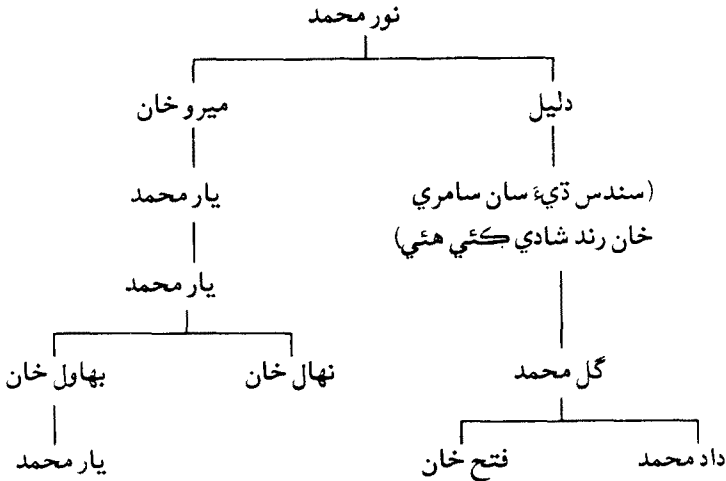 نور محمد
دليل
ميرو خان
(سندس ڌيءَ سان سامري
خان رند شادي ڪئي هئي)
يار محمد
يار محمد
گل محمد
نهال خان
بهاول خان
داد محمد
فتح خان
يار محمد